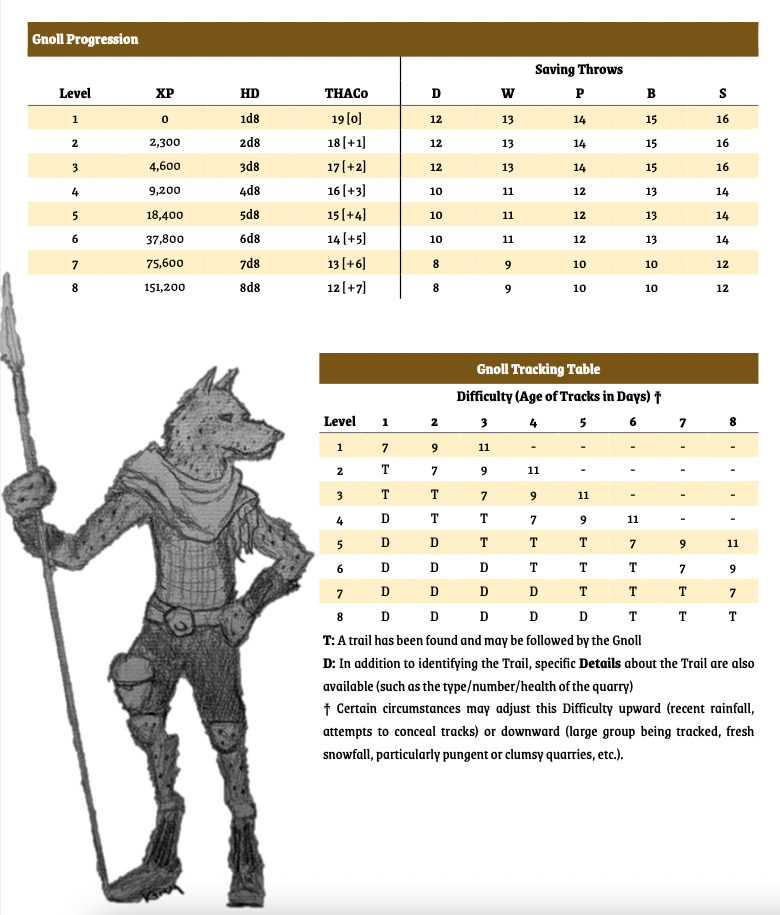 Gnoll Progression
Saving Throws
Level XP HD THAC0 D W P B S
1 0 1d8 19 [0] 12 13 14 15 16
2 2,300 2d8 18 [+1] 12 13 14 15 16
3 4,600 3d8 17 [+2] 12 13 14 15 16
4 9,200 4d8 16 [+3] 10 11 12 13 14
5 18,400 5d8 15 [+4] 10 11 12 13 14
6 37,800 6d8 14 [+5] 10 11 12 13 14
7 75,600 7d8 13 [+6] 8 9 10 10 12
8 151,200 8d8 12 [+7] 8 9 10 10 12
Gnoll Tracking Table
Difficulty (Age of Tracks in Days) †
Level 1 2 3 4 5 6 7 8
1 7 9 11 - - - - -
2 T 7 9 11 - - - -
3 T T 7 9 11 - - -
4 D T T 7 9 11 - -
5 D D T T T 7 9 11
6 D D D T T T 7 9
7 D D D D T T T 7
8 D D D D D T T T
T: A trail has been found and may be followed by the Gnoll
D: In addition to identifying the Trail, specific Details about the Trail are also
available (such as the type/number/health of the quarry)
† Certain circumstances may adjust this Difficulty upward (recent rainfall,
attempts to conceal tracks) or downward (large group being tracked, fresh
snowfall, particularly pungent or clumsy quarries, etc.).